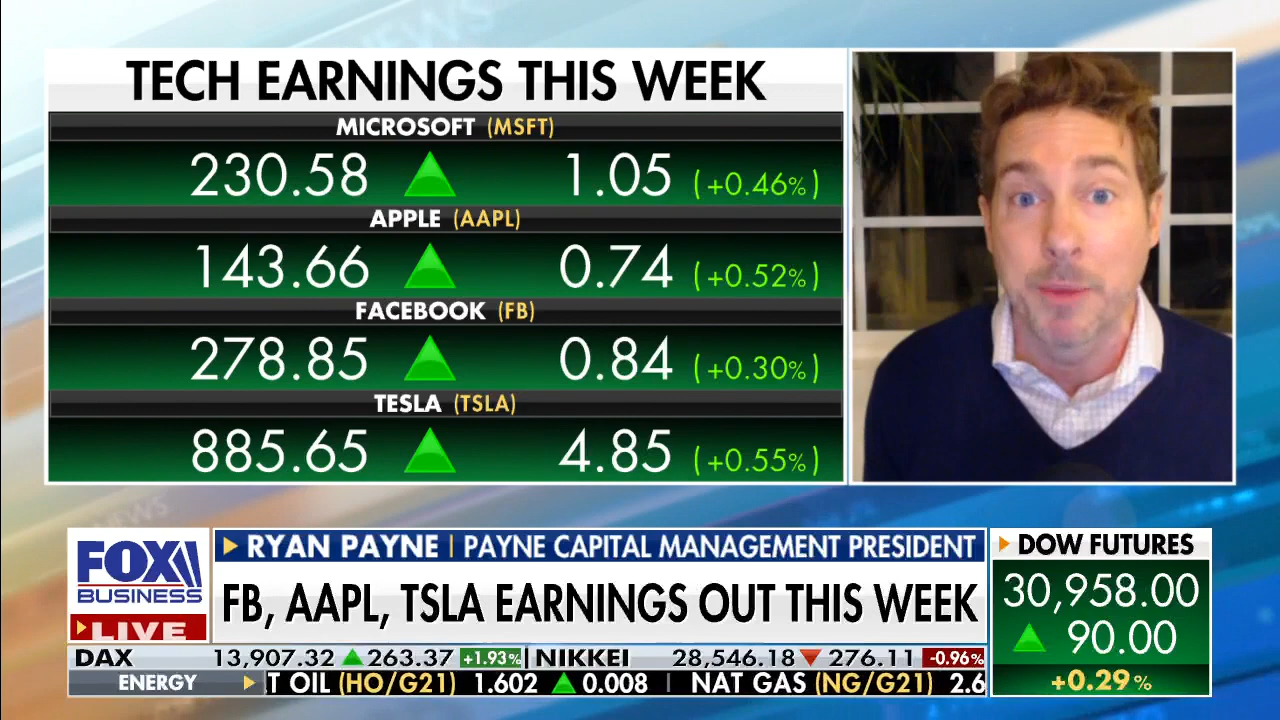 TECH EARNINGS THIS WEEK
MICROSOFT (MSFT)
230.58 1.05 (+0.46%)
APPLE (AAPL)
143.66 0.74 (+0.52%)
FACEBOOK (FB)
278.85 0.84 (+0.30%)
TESLA (TSLA)
885.65 4.85 (+0.55%)
FOX
BUSINESS
LIVE
RYAN PAYNE | PAYNE CAPITAL MANAGEMENT PRESIDENT
FB, AAPL, TSLA EARNINGS OUT THIS WEEK
DOW FUTURES
30,958.00
90.00
+0.29%
DAX 13,907.32 263.37 +1.93% NIKKEI 28,546.18 276.11 -0.96%
ENERGY T OIL (HO/G21) 1.602 0.008 | NAT GAS (NG/G21) 2.6